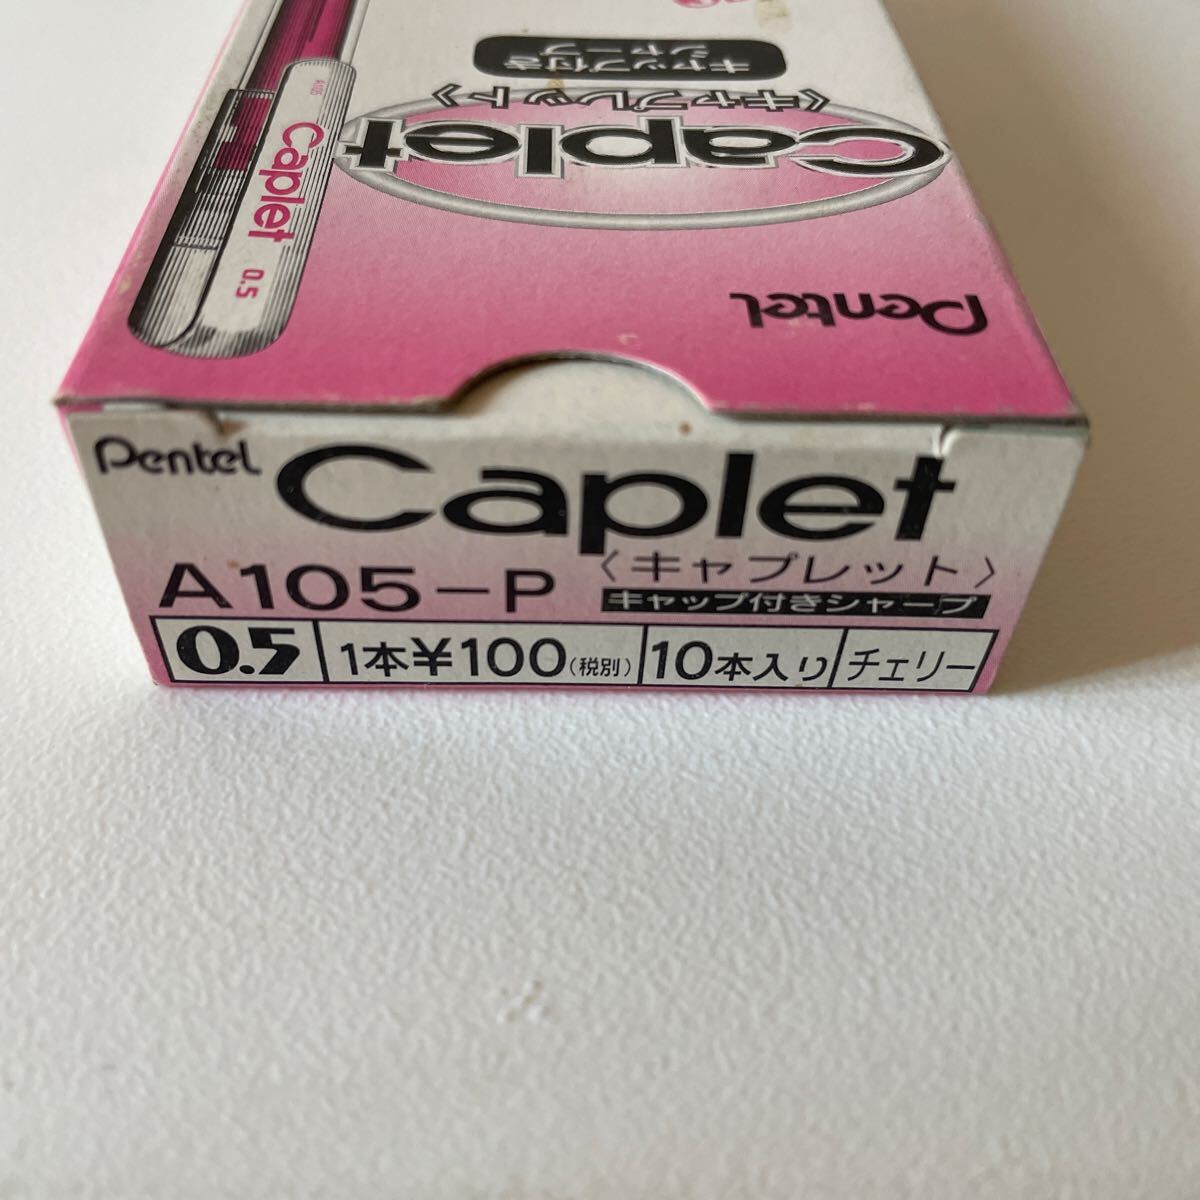 キャップ付き
シャープ
〈キャプレット〉
Caplet
Pentel
A105 Caplet 0.5
Pentel Caplet
A105-P 〈キャプレット〉
キャップ付きシャープ
0.5 1本¥100(税別) 10本入り チェリー